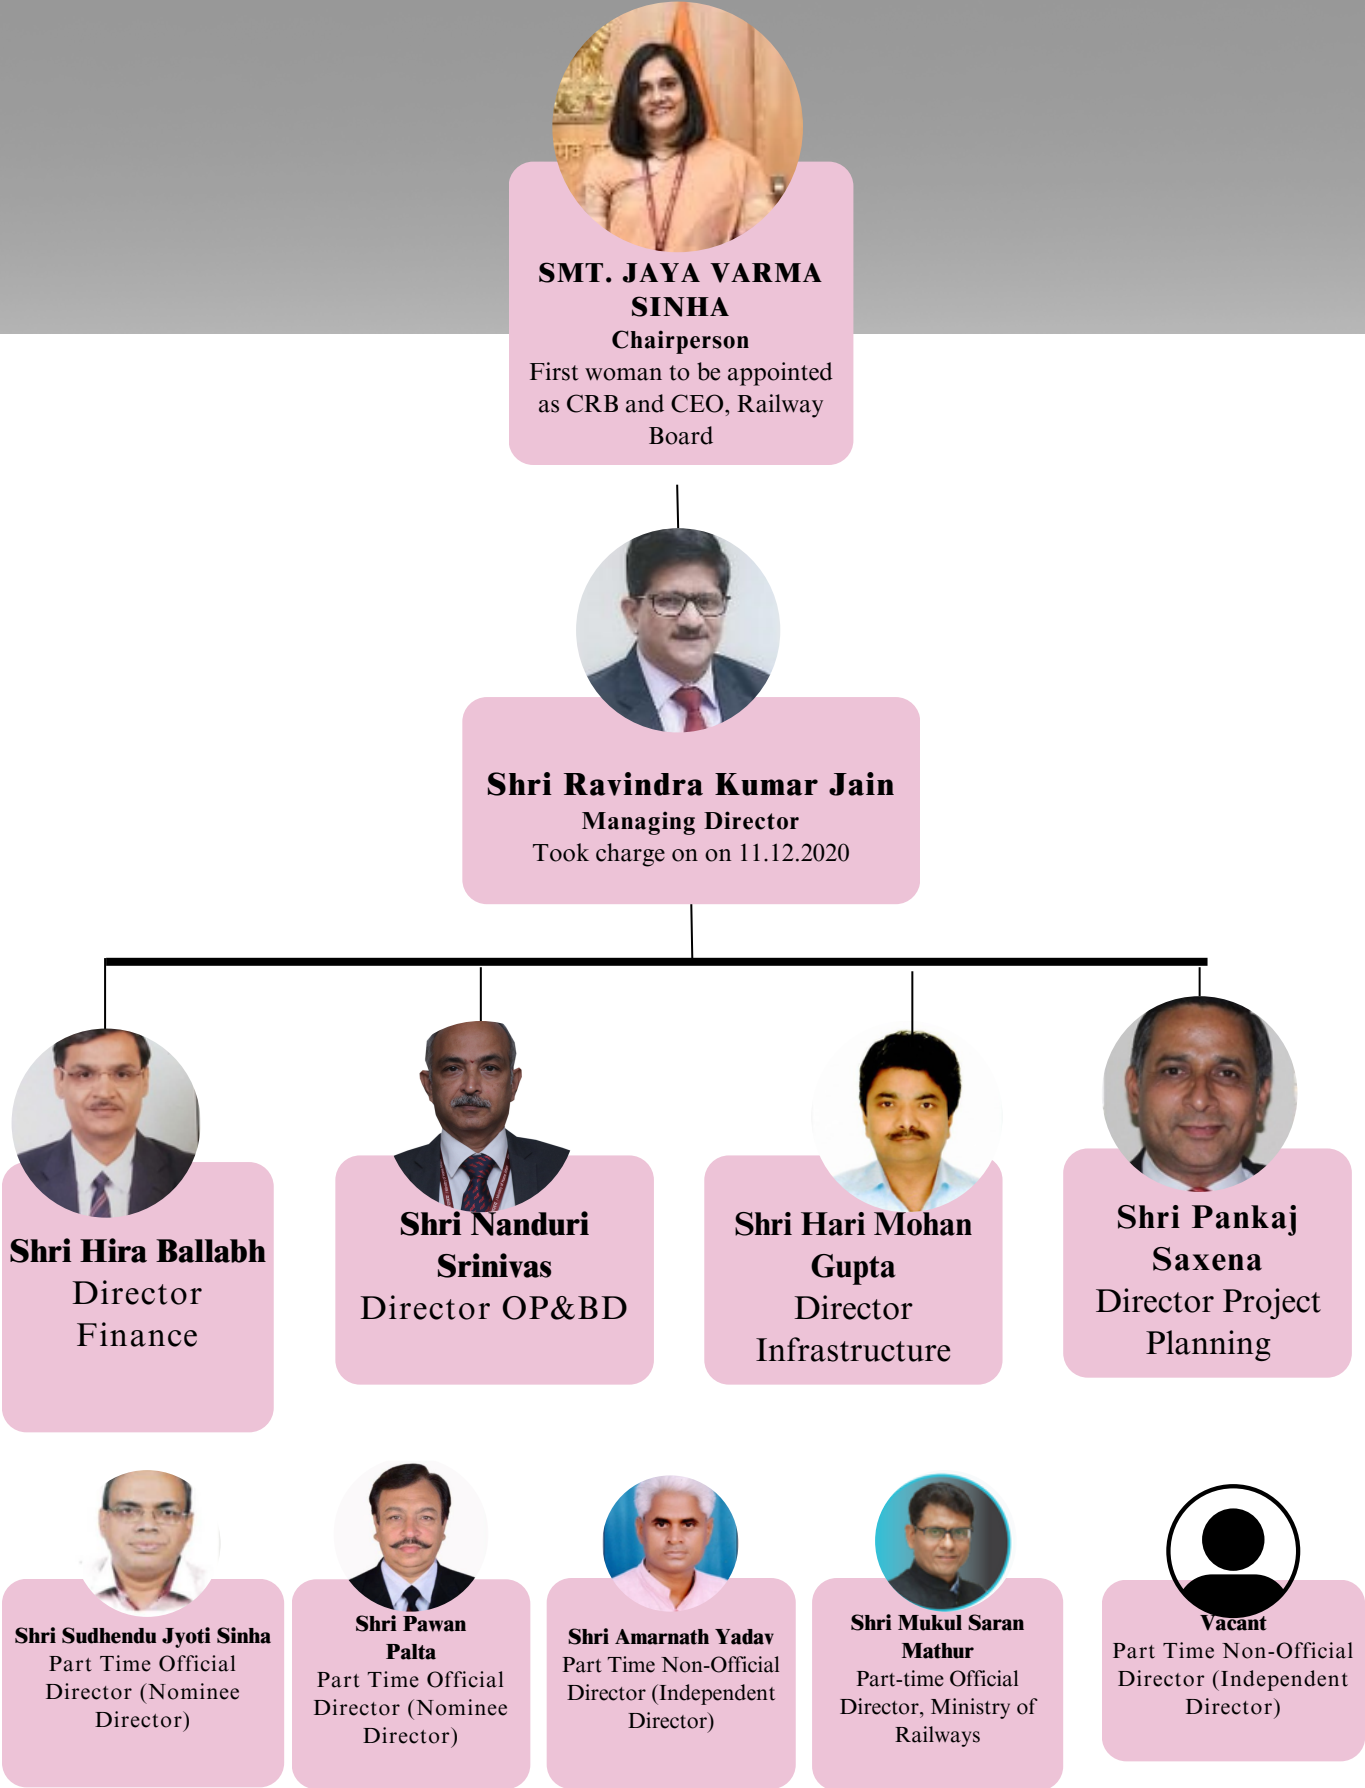 SMT. JAYA VARMA
SINHA
Chairperson
First woman to be appointed
as CRB and CEO, Railway
Board
Shri Ravindra Kumar Jain
Managing Director
Took charge on on 11.12.2020
Shri Hira Ballabh
Director
Finance
Shri Nanduri
Srinivas
Director OP&BD
Shri Hari Mohan
Gupta
Director
Infrastructure
Shri Pankaj
Saxena
Director Project
Planning
Shri Sudhendu Jyoti Sinha
Part Time Official
Director (Nominee
Director)
Shri Pawan
Palta
Part Time Official
Director (Nominee
Director)
Shri Amarnath Yadav
Part Time Non-Official
Director (Independent
Director)
Shri Mukul Saran
Mathur
Part-time Official
Director, Ministry of
Railways
Vacant
Part Time Non-Official
Director (Independent
Director)